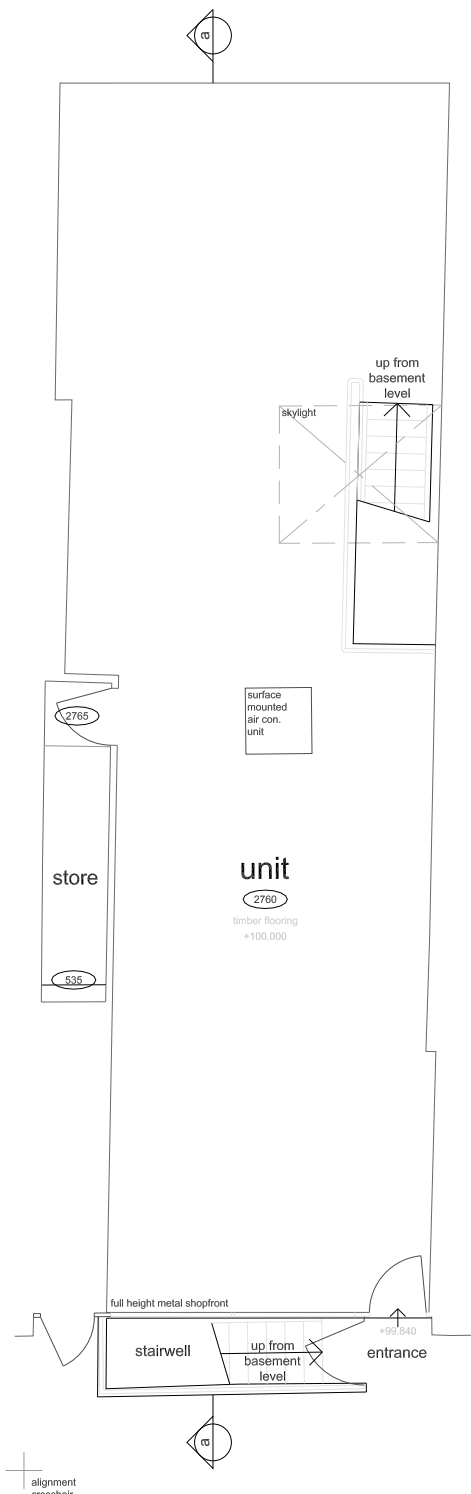 a
up from
basement
level
skylight
2765
surface
mounted
air con.
unit
store
unit
2760
timber flooring
+100.000
535
full height metal shopfront
+99.840
stairwell
up from
basement
level
entrance
a
alignment
crosshair